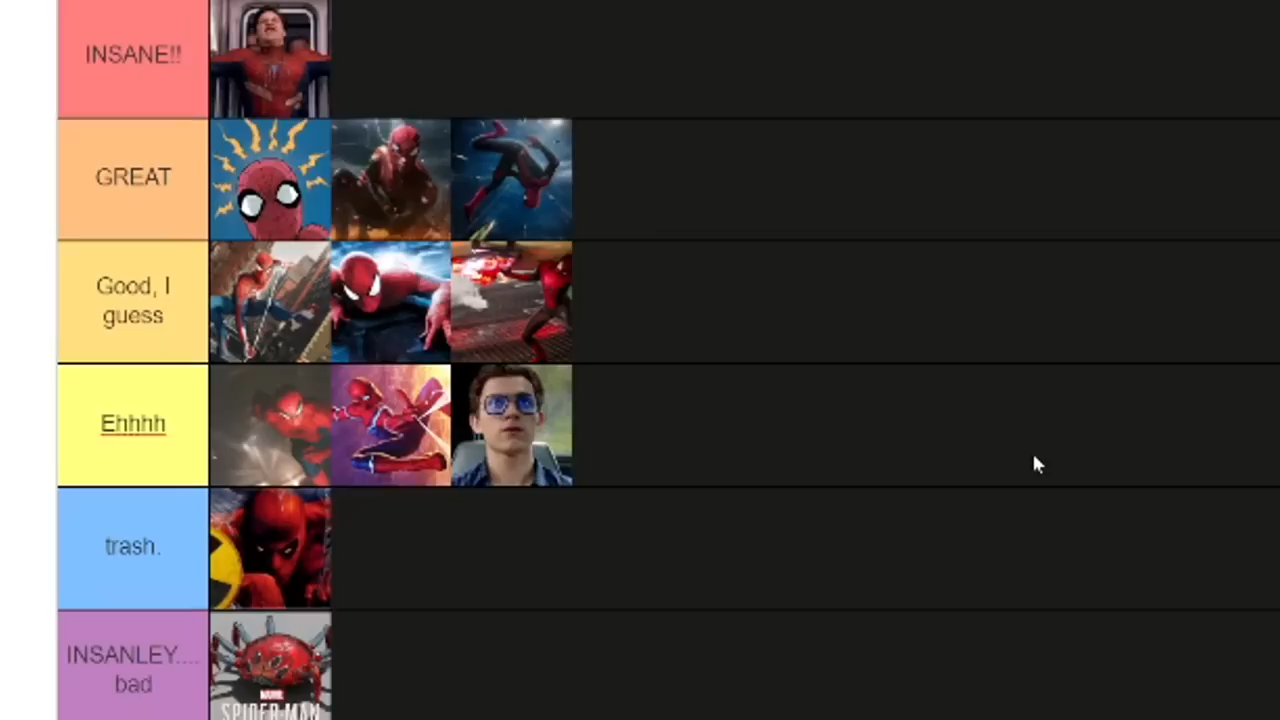 INSANE!!
GREAT
Good, I
guess
Ehhhh
trash.
INSANLEY....
bad
MARVEL
SPIDER-MAN